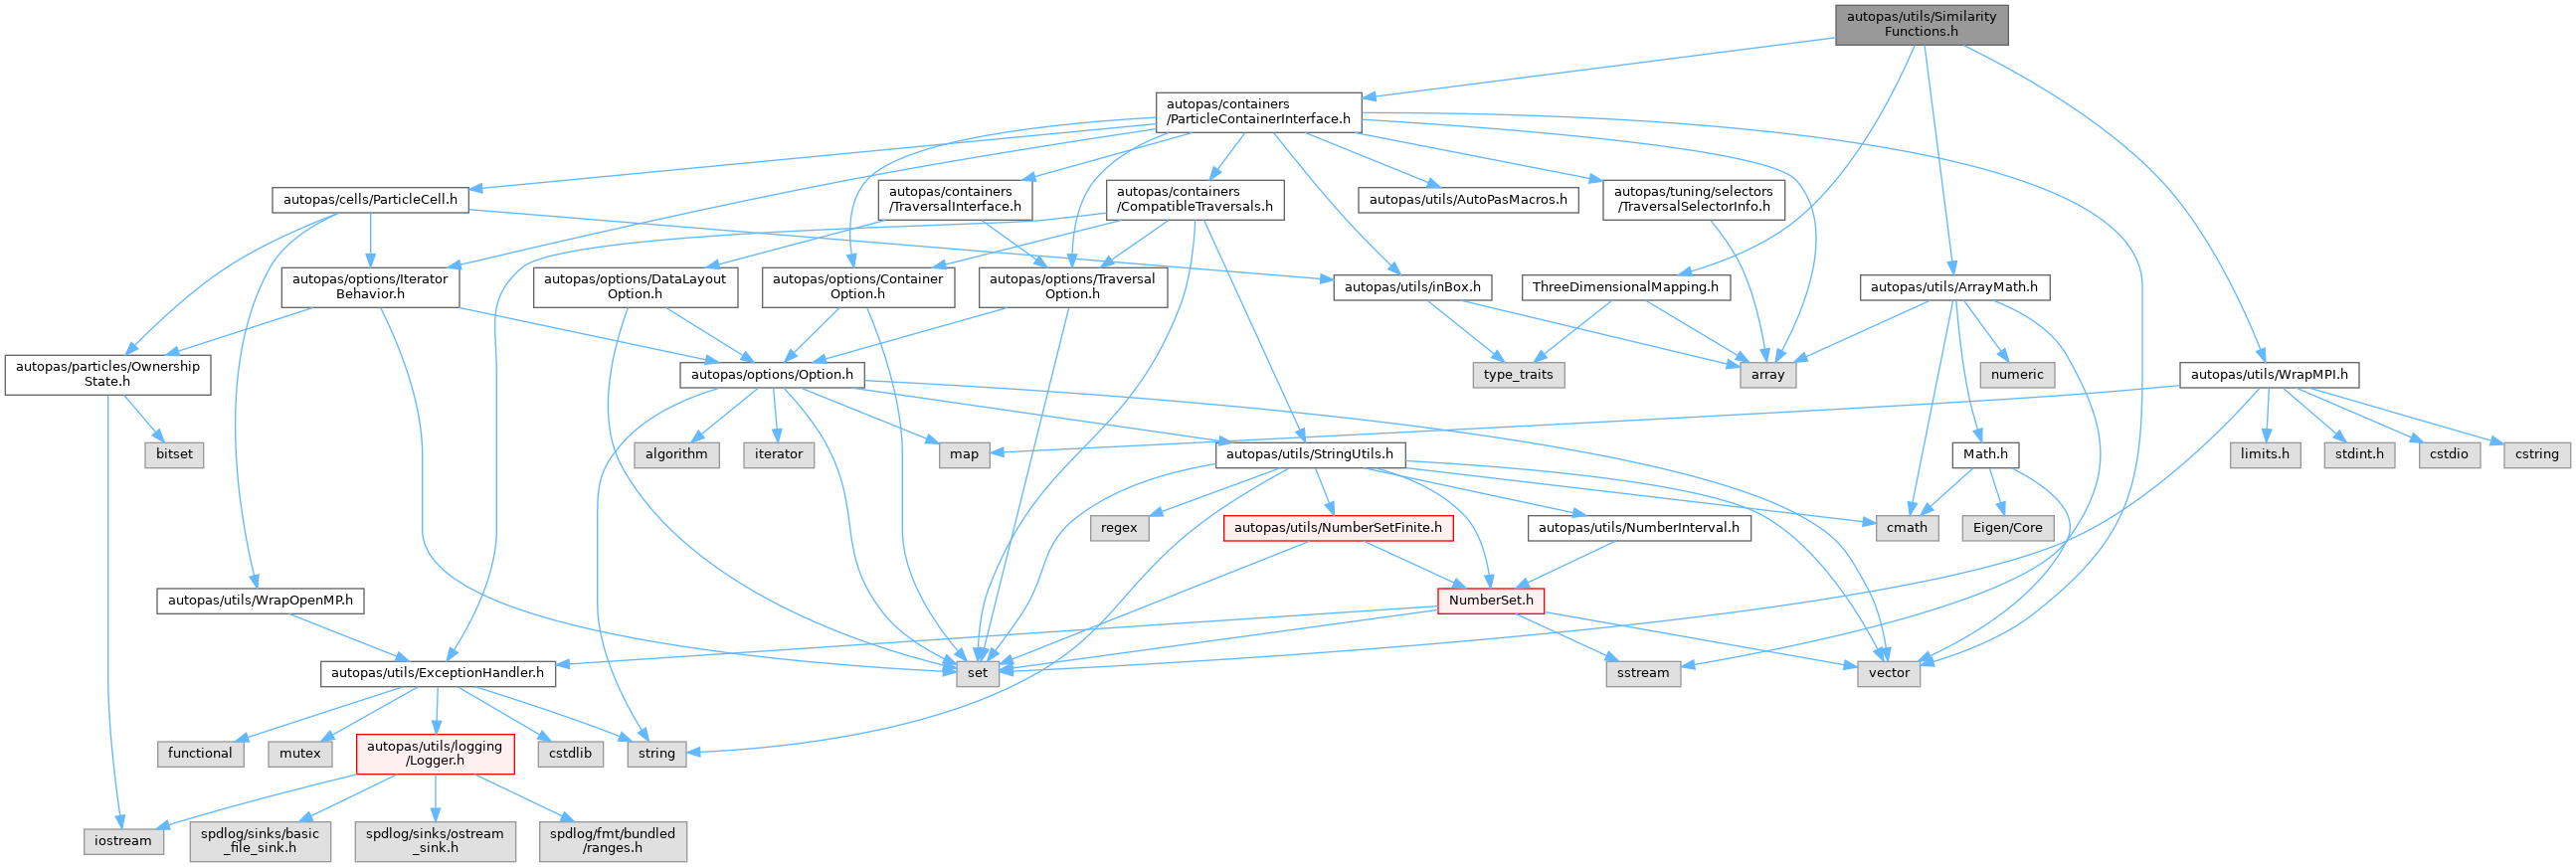 autopas/utils/Similarity
Functions.h
autopas/containers
/ParticleContainerInterface.h
autopas/cells/ParticleCell.h
autopas/containers
/TraversalInterface.h
autopas/containers
/CompatibleTraversals.h
autopas/utils/AutoPasMacros.h
autopas/tuning/selectors
/TraversalSelectorInfo.h
autopas/options/Iterator
Behavior.h
autopas/options/DataLayout
Option.h
autopas/options/Container
Option.h
autopas/options/Traversal
Option.h
autopas/utils/inBox.h
ThreeDimensionalMapping.h
autopas/utils/ArrayMath.h
autopas/particles/Ownership
State.h
autopas/options/Option.h
type_traits
array
numeric
autopas/utils/WrapMPI.h
bitset
algorithm
iterator
map
autopas/utils/StringUtils.h
Math.h
limits.h
stdint.h
cstdio
cstring
regex
autopas/utils/NumberSetFinite.h
autopas/utils/NumberInterval.h
cmath
Eigen/Core
autopas/utils/WrapOpenMP.h
NumberSet.h
autopas/utils/ExceptionHandler.h
set
sstream
vector
functional
mutex
autopas/utils/logging
/Logger.h
cstdlib
string
iostream
spdlog/sinks/basic
_file_sink.h
spdlog/sinks/ostream
_sink.h
spdlog/fmt/bundled
/ranges.h